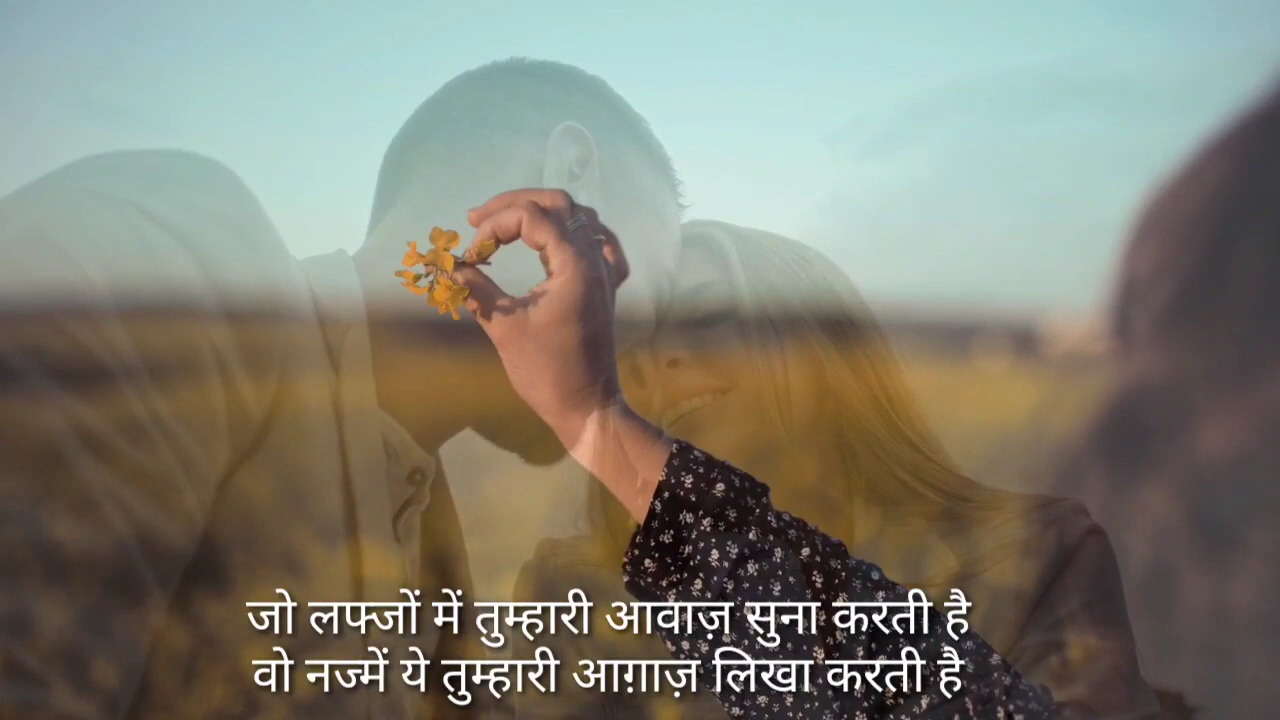 जो लफ्जों में तुम्हारी आवाज़ सुना करती है
वो नज्में ये तुम्हारी आग़ाज़ लिखा करती है